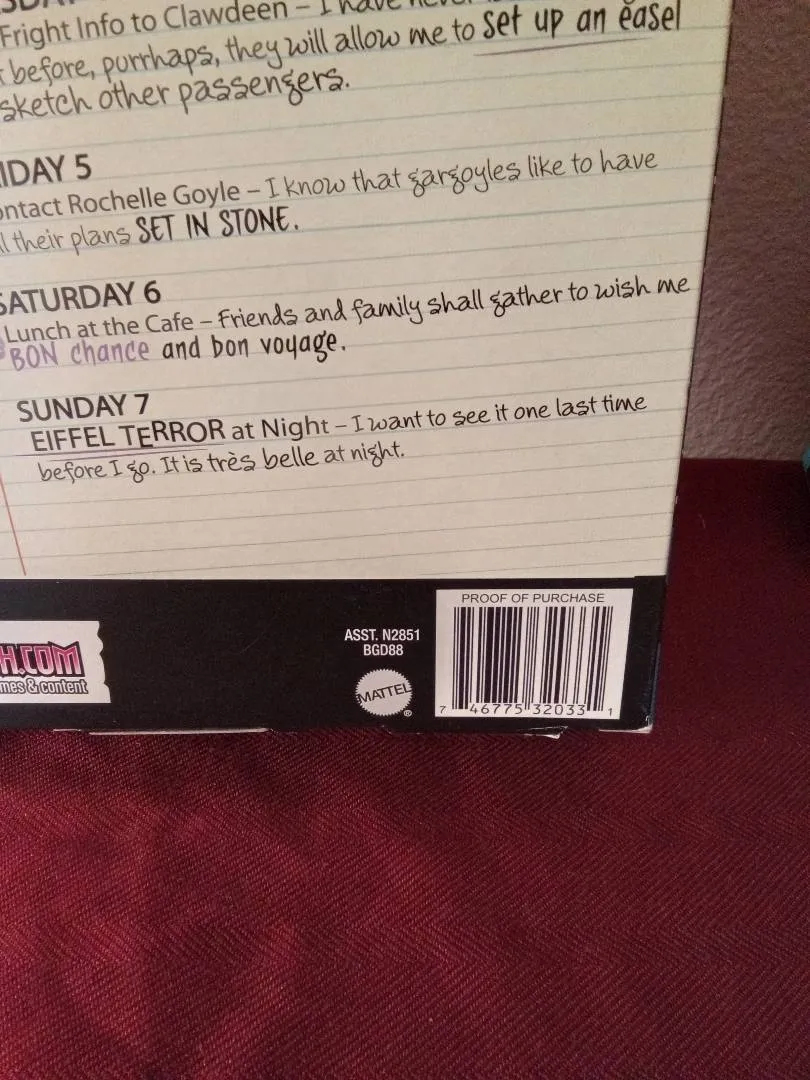 Fright Info to Clawdeen – I have
before, purrhaps, they will allow me to set up an easel
sketch other passengers.
DAY 5
Rochelle Goyle – I know that gargoyles like to have
their plans SET IN STONE.
SATURDAY 6
Lunch at the Cafe – Friends and family shall gather to wish me
BON chance and bon voyage.
SUNDAY 7
EIFFEL TERROR at Night – I want to see it one last time
before I go. It is très belle at night.
PROOF OF PURCHASE
ASST. N2851
BGD88
H.COM
& content
MATTEL
®
7 46775 32033 1